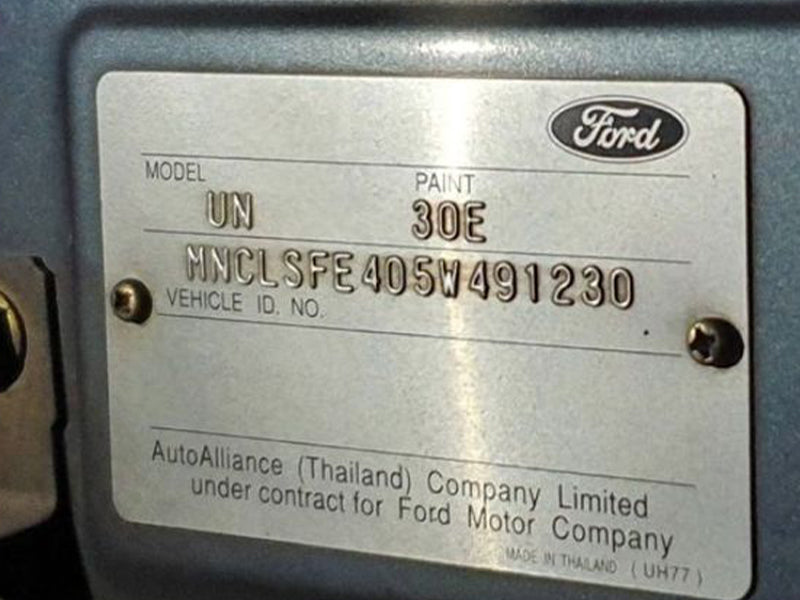 Ford
MODEL PAINT
UN 30E
MNCLSFE405W491230
VEHICLE ID. NO.
AutoAlliance (Thailand) Company Limited
under contract for Ford Motor Company
MADE IN THAILAND (UH77)